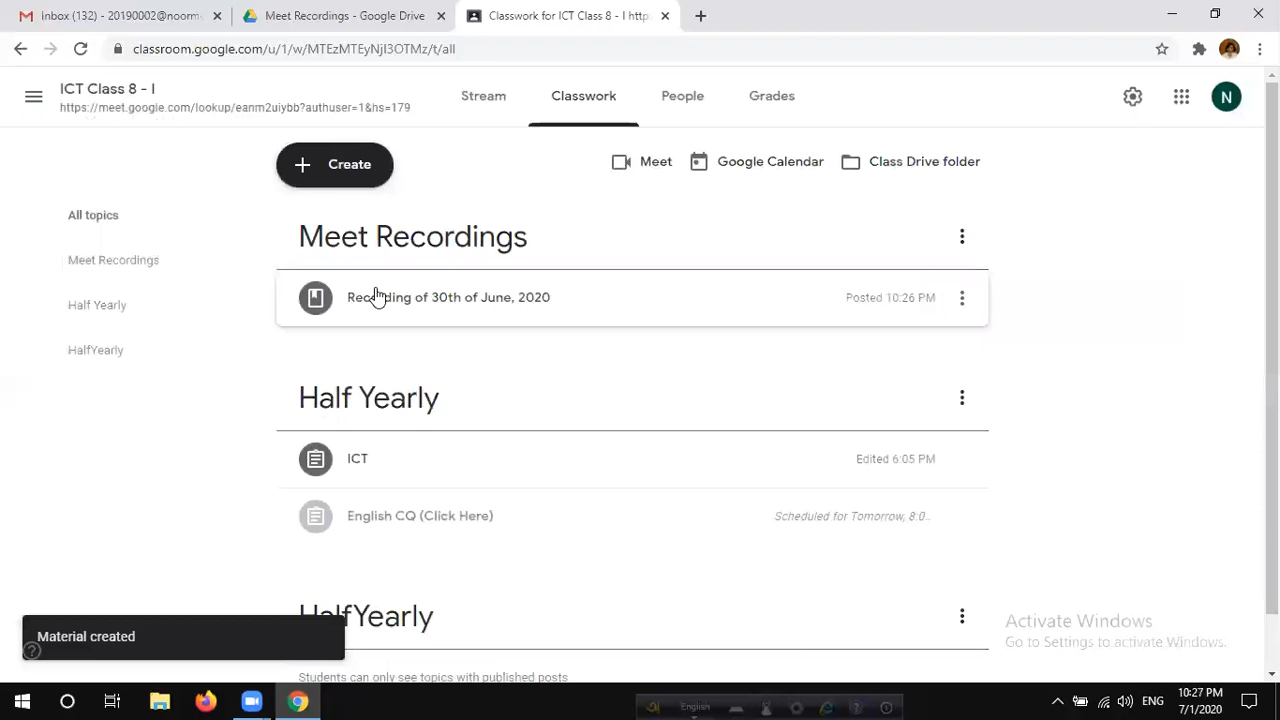 Inbox (132) - 20190002@noorm
Meet Recordings - Google Drive
Classwork for ICT Class 8 - I http
classroom.google.com/u/1/w/MTEzMTEyNjI3OTMz/t/all
ICT Class 8 - I
https://meet.google.com/lookup/eanm2uiybb?authuser=1&hs=179
Stream
Classwork
People
Grades
N
Create
Meet
Google Calendar
Class Drive folder
All topics
Meet Recordings
Half Yearly
HalfYearly
Meet Recordings
Recording of 30th of June, 2020
Posted 10:26 PM
Half Yearly
ICT
Edited 6:05 PM
English CQ (Click Here)
Scheduled for Tomorrow, 8:0..
HalfYearly
Students can only see topics with published posts
Material created
Activate Windows
Go to Settings to activate Windows.
English
ENG
10:27 PM
7/1/2020